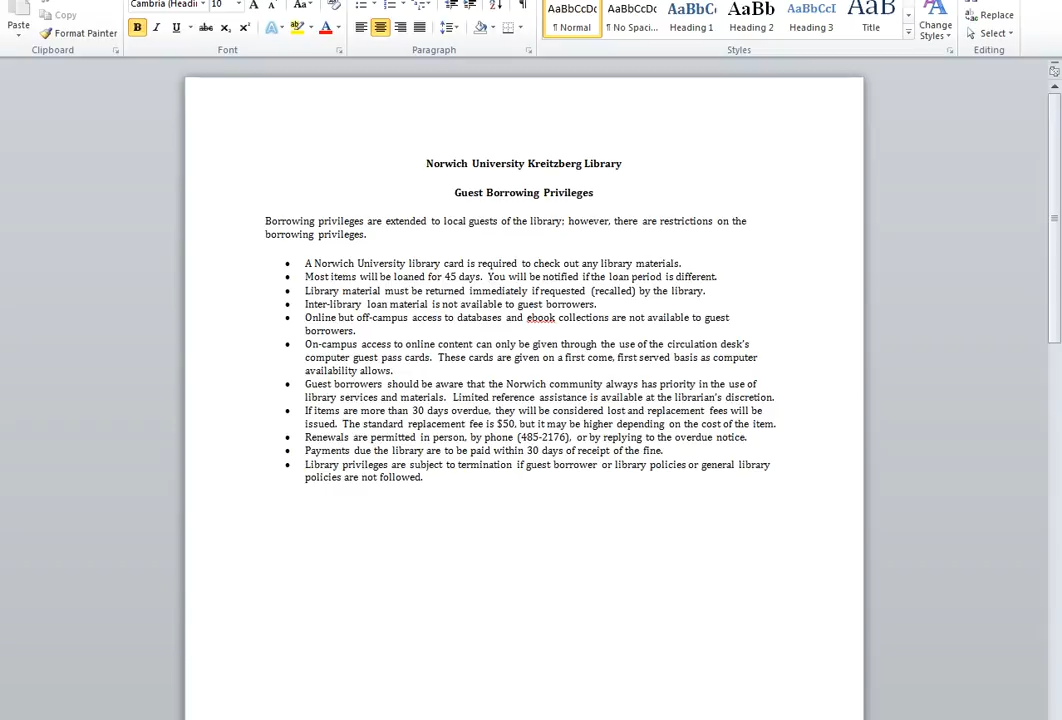 Cambria (Headi 10
Copy
Paste
Format Painter
B I U abe x₂ x² A A
AaBbCcDc AaBbCcDc AaBbC AaBb AaBbCcI AaB
¶ Normal ¶ No Spaci... Heading 1 Heading 2 Heading 3 Title
Change Styles
Replace
Select
Clipboard Font Paragraph Styles Editing
Norwich University Kreitzberg Library
Guest Borrowing Privileges
Borrowing privileges are extended to local guests of the library; however, there are restrictions on the
borrowing privileges.
• A Norwich University library card is required to check out any library materials.
• Most items will be loaned for 45 days. You will be notified if the loan period is different.
• Library material must be returned immediately if requested (recalled) by the library.
• Inter-library loan material is not available to guest borrowers.
• Online but off-campus access to databases and ebook collections are not available to guest
borrowers.
• On-campus access to online content can only be given through the use of the circulation desk's
computer guest pass cards. These cards are given on a first come, first served basis as computer
availability allows.
• Guest borrowers should be aware that the Norwich community always has priority in the use of
library services and materials. Limited reference assistance is available at the librarian's discretion.
• If items are more than 30 days overdue, they will be considered lost and replacement fees will be
issued. The standard replacement fee is $50, but it may be higher depending on the cost of the item.
• Renewals are permitted in person, by phone (485-2176), or by replying to the overdue notice.
• Payments due the library are to be paid within 30 days of receipt of the fine.
• Library privileges are subject to termination if guest borrower or library policies or general library
policies are not followed.